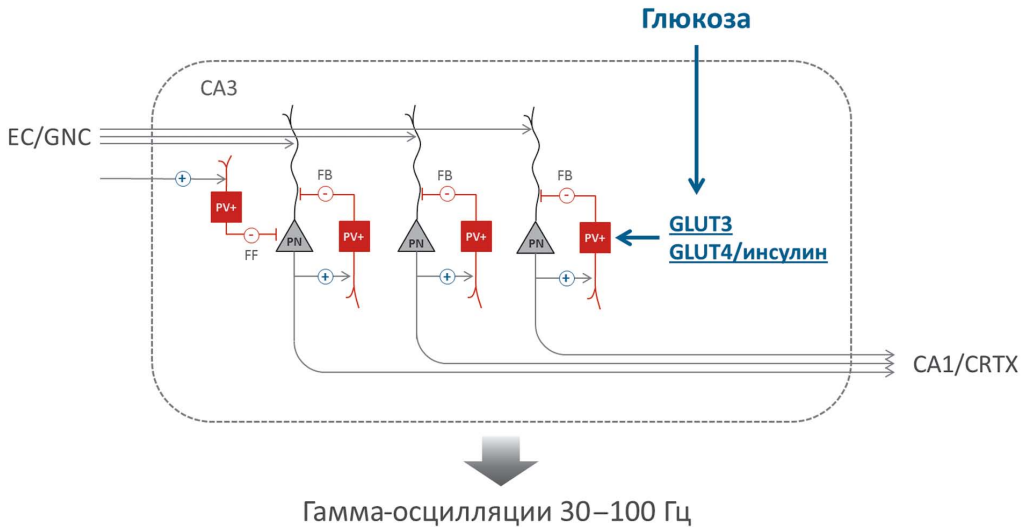 Глюкоза
CA3
EC/GNC
+
FB
FB
FB
-
-
-
PV+
PN
PV+
PN
PV+
PN
PV+
GLUT3
GLUT4/инсулин
-
FF
+
+
+
CA1/CRTX
Гамма-осцилляции 30–100 Гц